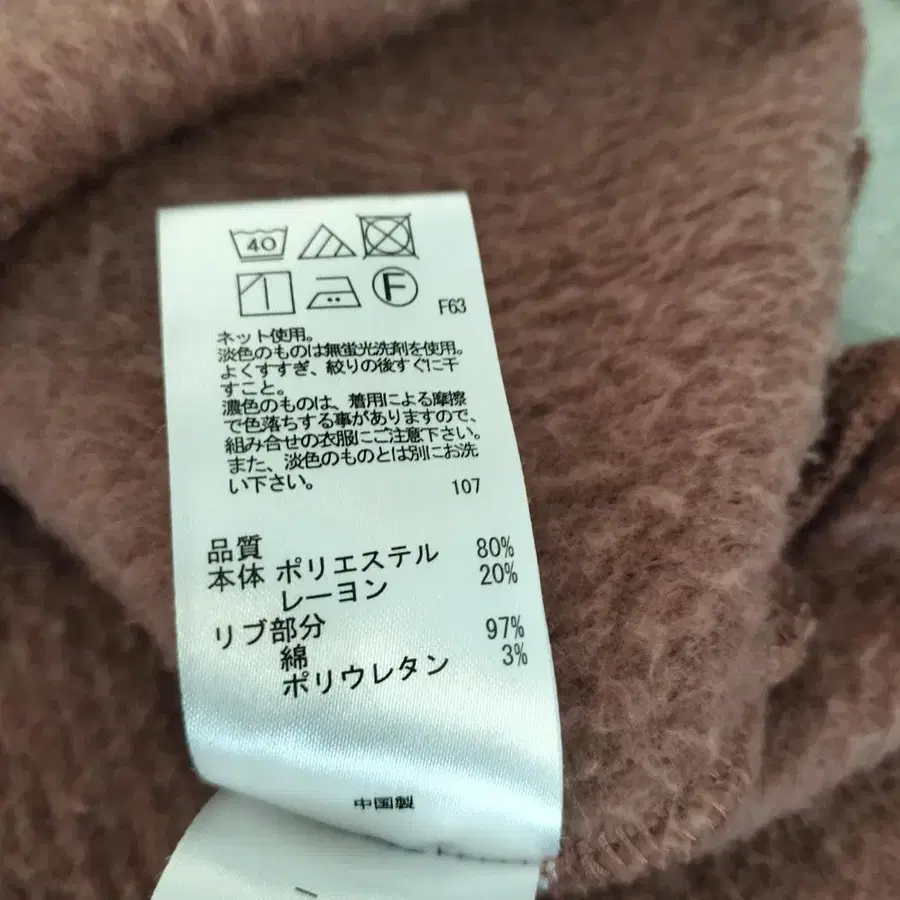 40
F
F63
ネット使用。
淡色のものは無蛍光洗剤を使用。
よくすすぎ、絞りの後すぐに干
すこと。
濃色のものは、着用による摩擦
で色落ちする事がありますので、
組み合せの衣服にご注意下さい。
また、淡色のものとは別にお洗
い下さい。
107
品質
本体 ポリエステル 80%
レーヨン 20%
リブ部分
綿 97%
ポリウレタン 3%
中国製